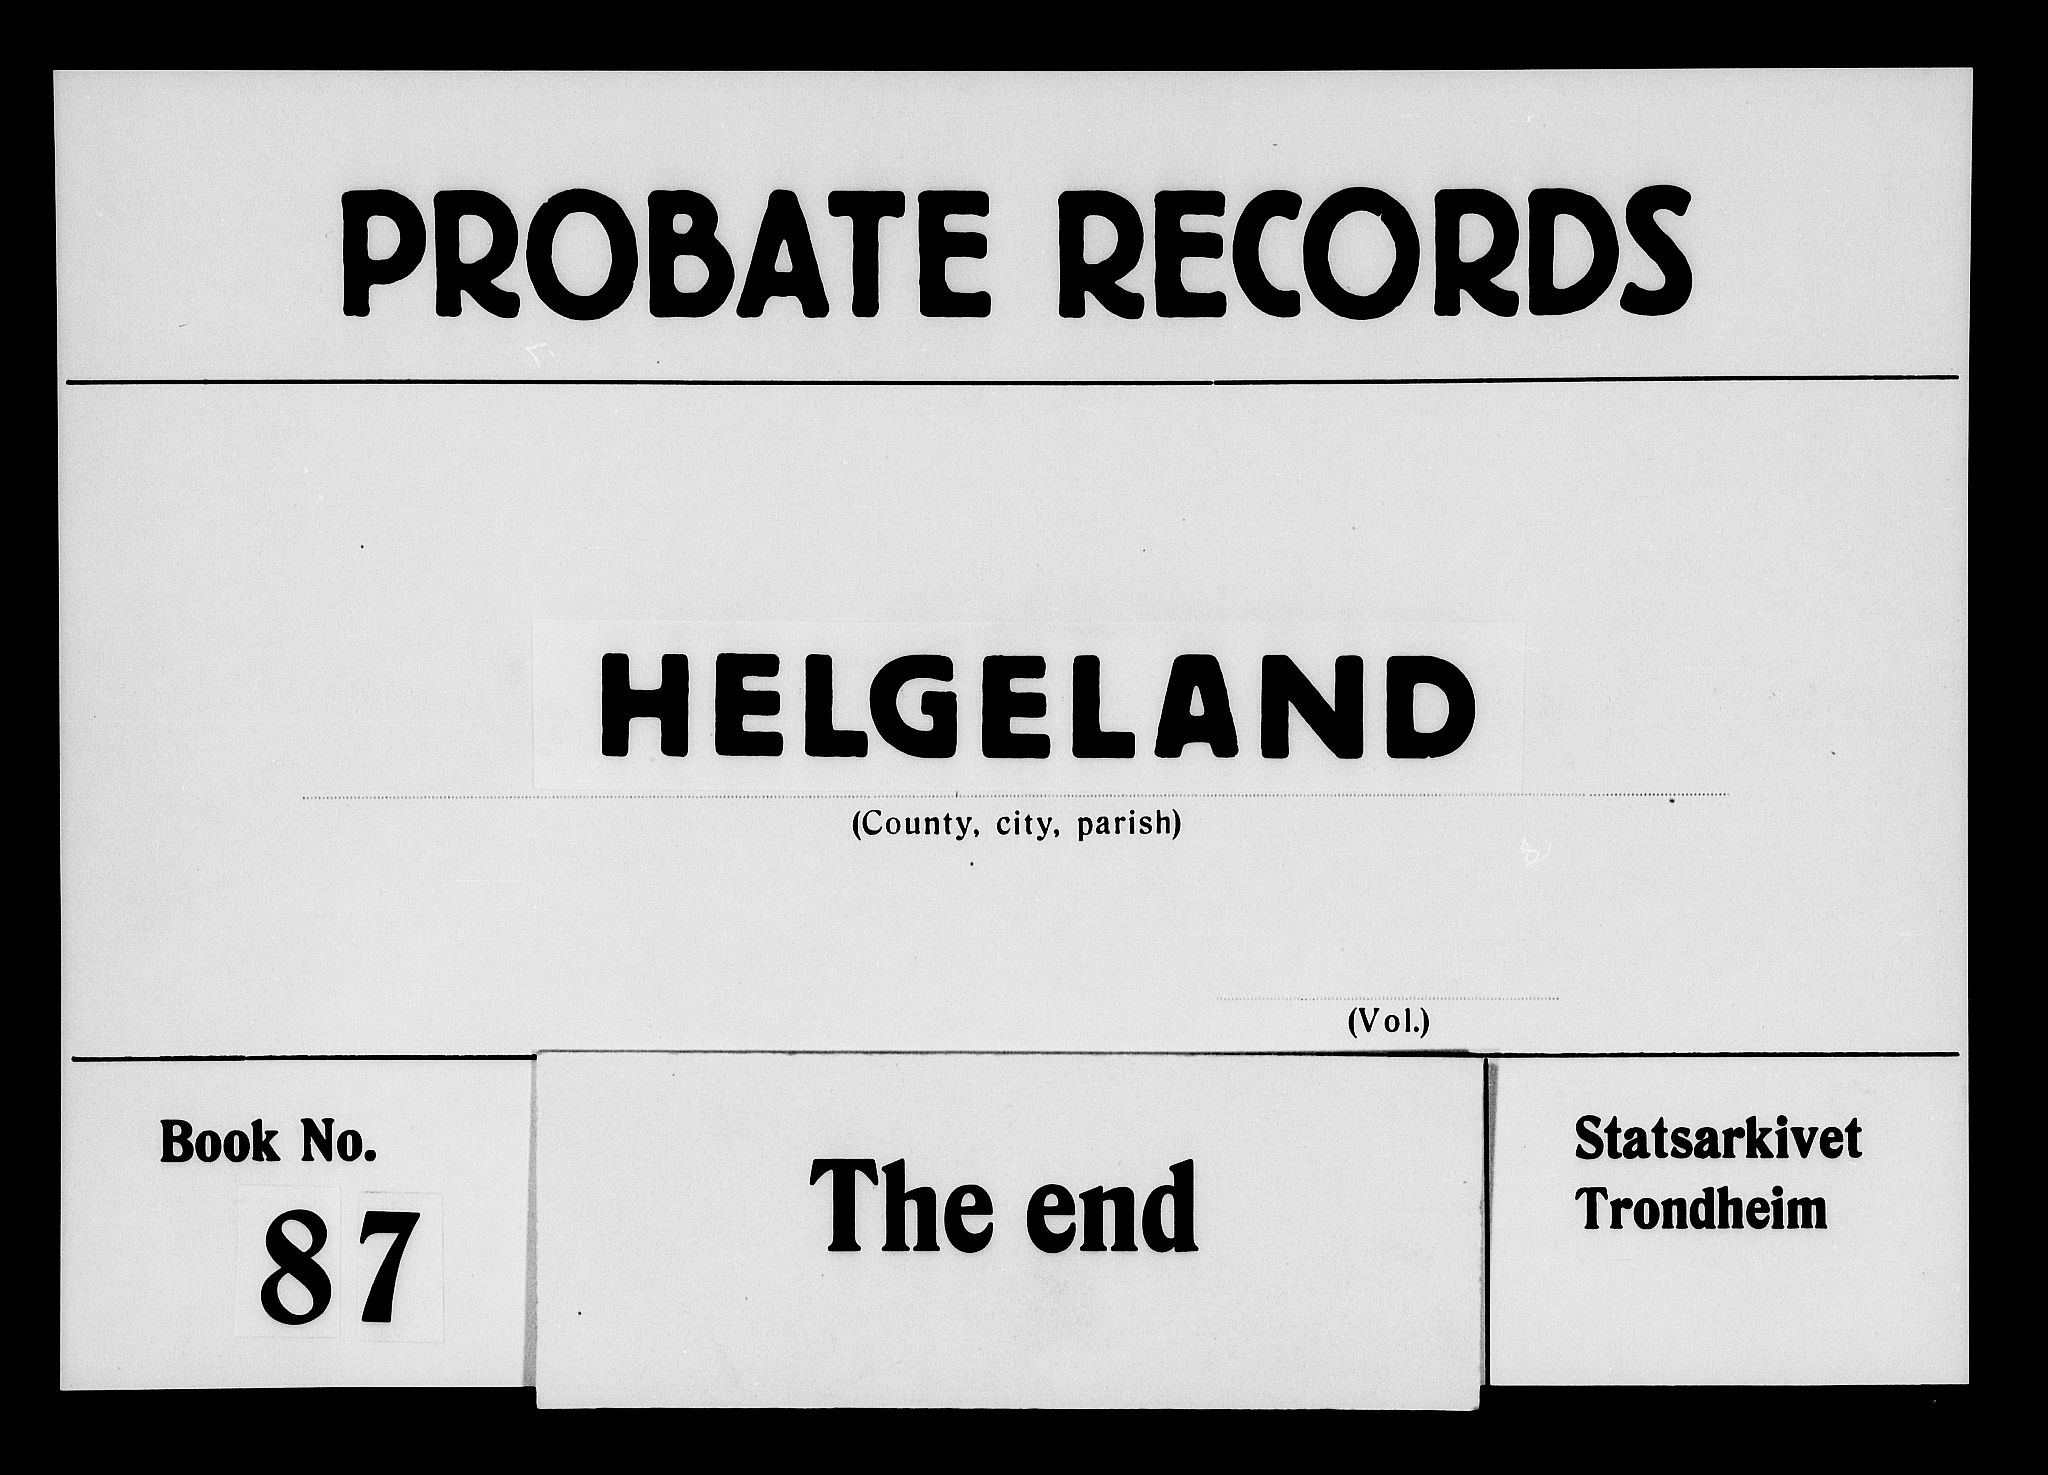 PROBATE RECORDS
HELGELAND
(County, city, parish)
(Vol.)
Book No.
87
The end
Statsarkivet
Trondheim